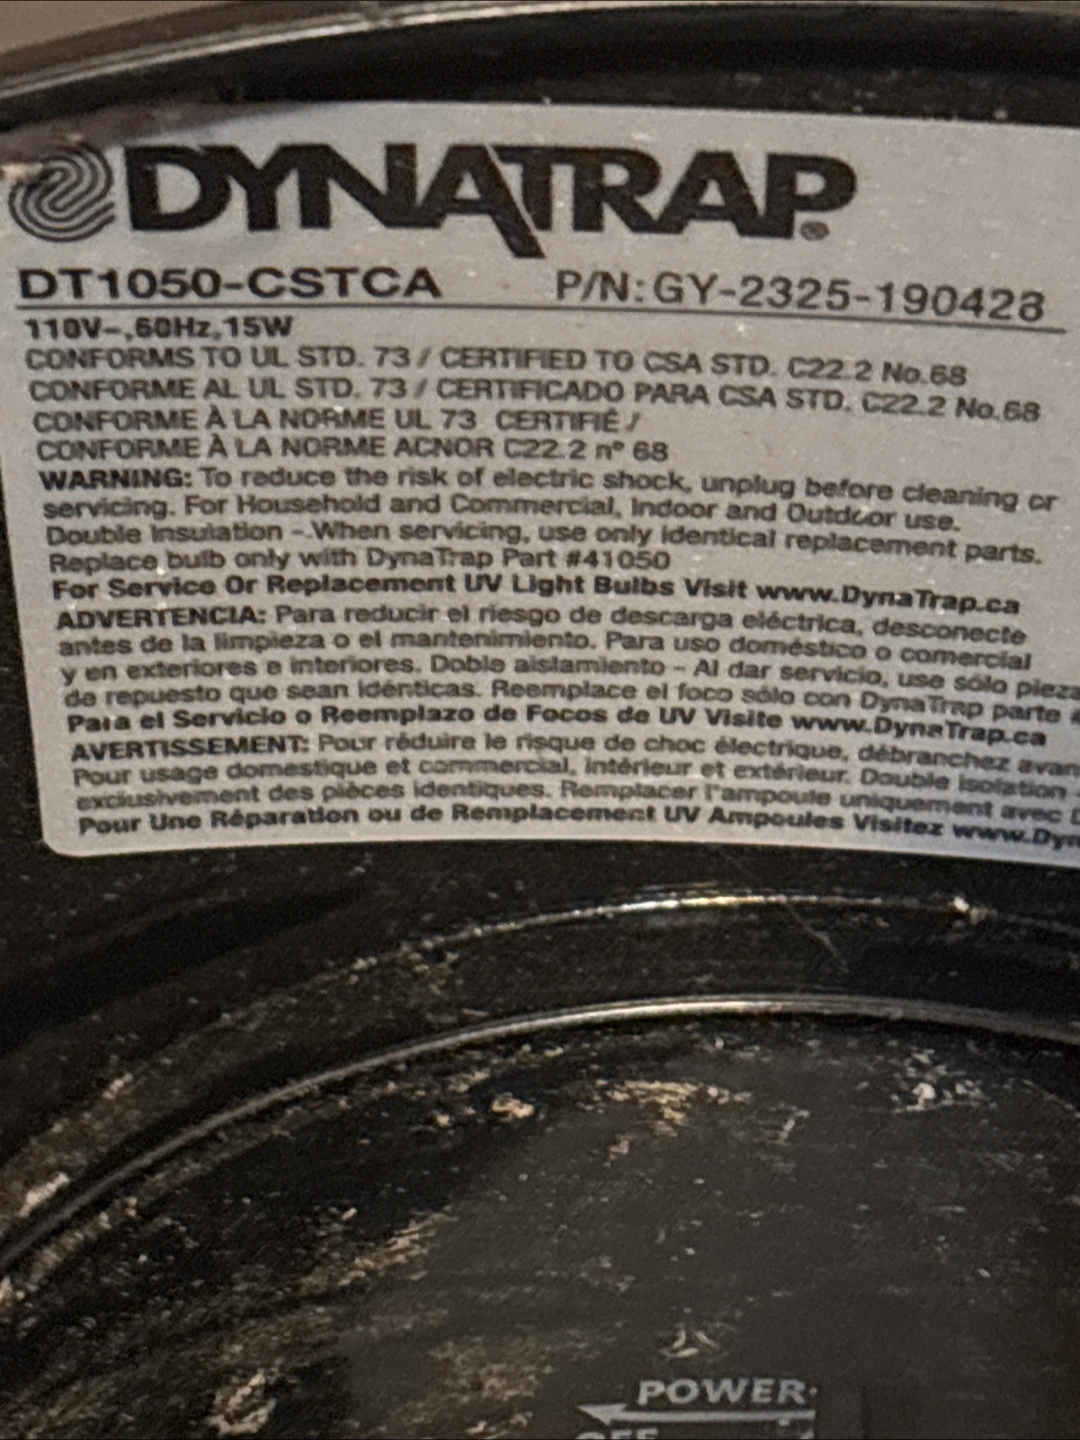 DYNATRAP®
DT1050-CSTCA P/N:GY-2325-190428
110V~,60Hz,15W
CONFORMS TO UL STD. 73 / CERTIFIED TO CSA STD. C22.2 No.68
CONFORME AL UL STD. 73 / CERTIFICADO PARA CSA STD. C22.2 No.68
CONFORME À LA NORME UL 73 CERTIFIÉ /
CONFORME À LA NORME ACNOR C22.2 nº 68
WARNING: To reduce the risk of electric shock, unplug before cleaning or
servicing. For Household and Commercial, Indoor and Outdoor use.
Double Insulation – When servicing, use only identical replacement parts.
Replace bulb only with DynaTrap Part #41050
For Service Or Replacement UV Light Bulbs Visit www.DynaTrap.ca
ADVERTENCIA: Para reducir el riesgo de descarga eléctrica, desconecte
antes de la limpieza o el mantenimiento. Para uso doméstico o comercial
y en exteriores e interiores. Doble aislamiento – Al dar servicio, use sólo pieza
de repuesto que sean idénticas. Reemplace el foco sólo con DynaTrap parte #
Para el Servicio o Reemplazo de Focos de UV Visite www.DynaTrap.ca
AVERTISSEMENT: Pour réduire le risque de choc électrique, débranchez avan
Pour usage domestique et commercial, intérieur et extérieur. Double isolation -
exclusivement des pièces identiques. Remplacer l'ampoule uniquement avec D
Pour Une Réparation ou de Remplacement UV Ampoules Visitez www.Dyn
POWER
OFF